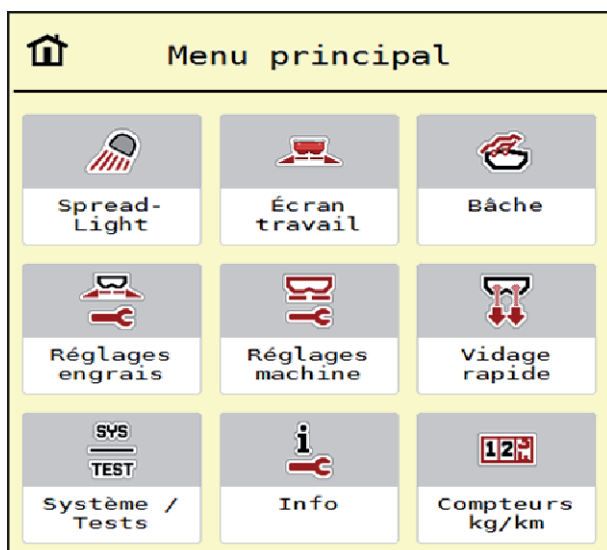 Menu principal
Spread-
Light
Écran
travail
Bâche
Réglages
engrais
Réglages
machine
Vidage
rapide
SYS
TEST
i
123
Système /
Tests
Info
Compteurs
kg/km